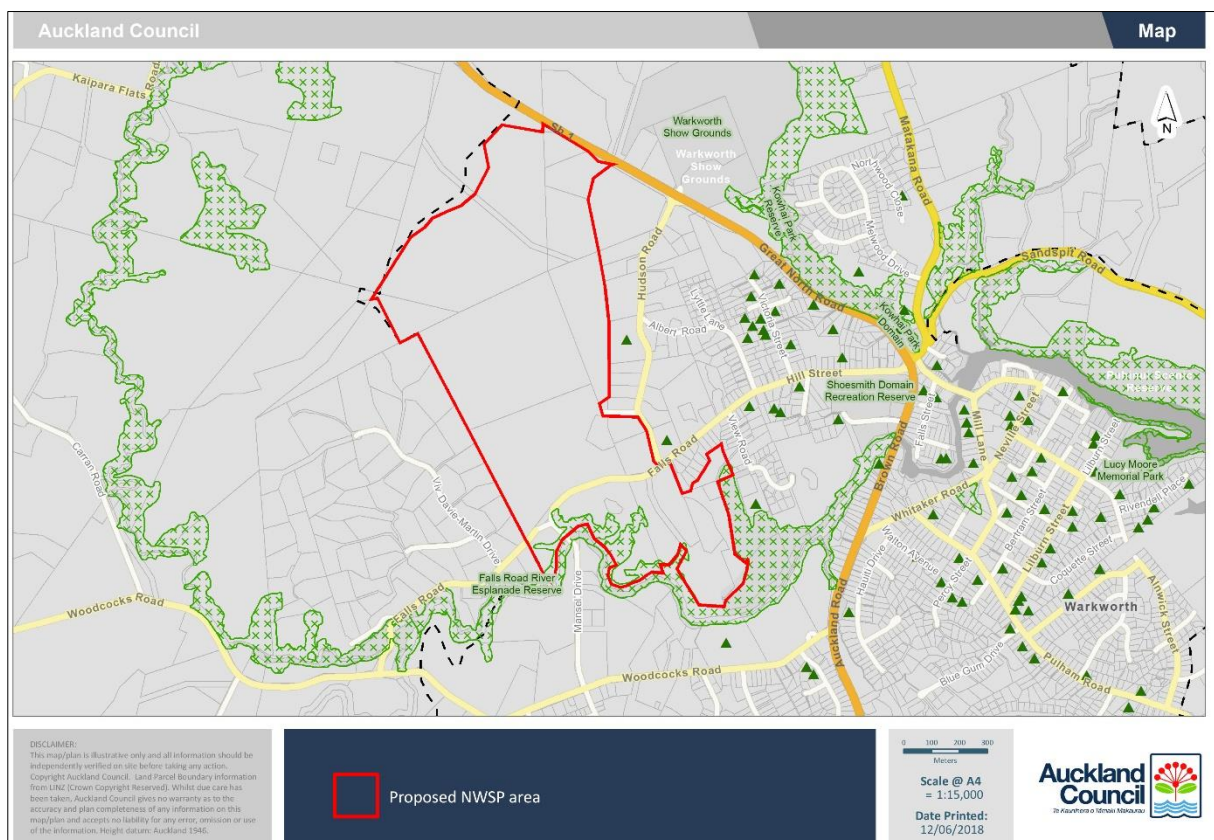 Auckland Council
Map
Kaipara Flats Road
Sh 1
Warkworth
Show Grounds
Warkworth
Show
Grounds
N
Matakana Road
Northwood Close
Melwood Drive
Kowhai Park
Reserve
Sandspit Road
Hudson Road
Great North Road
Lyttle Lane
Victoria Street
Albert Road
Kowhai Park
Domain
Hill Street
Shoesmith Domain
Recreation Reserve
Falls Street
Mill Lane
Neville Street
Lilburn Street
Lucy Moore
Memorial Park
Rivendell Place
View Road
Falls Road
Brown Road
Whitaker Road
Bertram Street
Lilburn Street
Coquette Street
Carran Road
Viv Davie-Martin Drive
Walton Avenue
Percy Street
Hauiti Drive
Alnwick Street
Warkworth
Falls Road River
Esplanade Reserve
Falls Road
Mansel Drive
Woodcocks Road
Woodcocks Road
Auckland Road
Blue Gum Drive
Pulham Road
DISCLAIMER:
This map/plan is illustrative only and all information should be
independently verified on site before taking any action.
Copyright Auckland Council. Land Parcel Boundary Information
from LINZ (Crown Copyright Reserved). Whilst due care has
been taken, Auckland Council gives no warranty as to the
accuracy and plan completeness of any information on this
map/plan and accepts no liability for any error, omission or use
of the information. Height datum: Auckland 1946.
Proposed NWSP area
0 100 200 300
Meters
Scale @ A4
= 1:15,000
Date Printed:
12/06/2018
Auckland
Council
Te Kaunihera o Tāmaki Makaurau